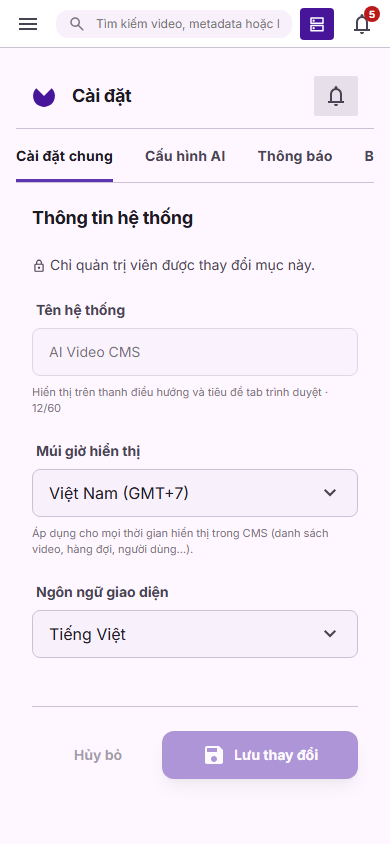 Tìm kiếm video, metadata hoặc
5
Cài đặt
Cài đặt chung
Cấu hình AI
Thông báo
B
Thông tin hệ thống
Chỉ quản trị viên được thay đổi mục này.
Tên hệ thống
AI Video CMS
Hiển thị trên thanh điều hướng và tiêu đề tab trình duyệt ·
12/60
Múi giờ hiển thị
Việt Nam (GMT+7)
Áp dụng cho mọi thời gian hiển thị trong CMS (danh sách
video, hàng đợi, người dùng…).
Ngôn ngữ giao diện
Tiếng Việt
Hủy bỏ
Lưu thay đổi